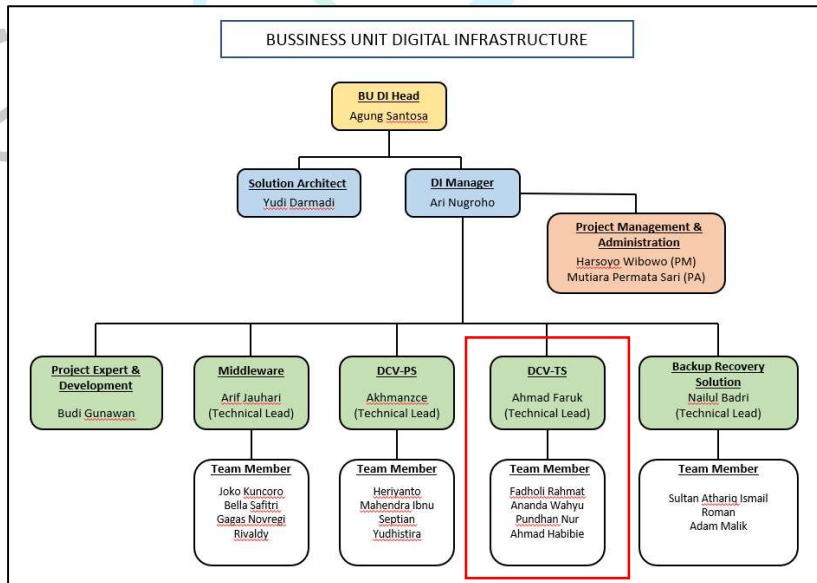 BUSSINESS UNIT DIGITAL INFRASTRUCTURE
BU DI Head
Agung Santosa
Solution Architect
Yudi Darmadi
DI Manager
Ari Nugroho
Project Management &
Administration
Harsoyo Wibowo (PM)
Mutiara Permata Sari (PA)
Project Expert &
Development
Budi Gunawan
Middleware
Arif Jauhari
(Technical Lead)
DCV-PS
Akhmanzce
(Technical Lead)
DCV-TS
Ahmad Faruk
(Technical Lead)
Backup Recovery
Solution
Nailul Badri
(Technical Lead)
Team Member
Joko Kuncoro
Bella Safitri
Gagas Novregi
Rivaldy
Team Member
Heriyanto
Mahendra Ibnu
Septian
Yudhistira
Team Member
Fadholi Rahmat
Ananda Wahyu
Pundhan Nur
Ahmad Habibie
Team Member
Sultan Athariq Ismail
Roman
Adam Malik